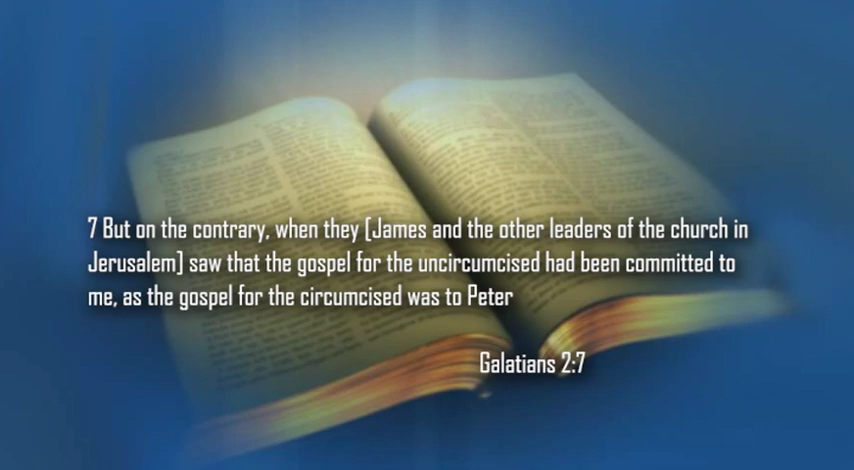 7 But on the contrary, when they [James and the other leaders of the church in
Jerusalem] saw that the gospel for the uncircumcised had been committed to
me, as the gospel for the circumcised was to Peter
Galatians 2:7